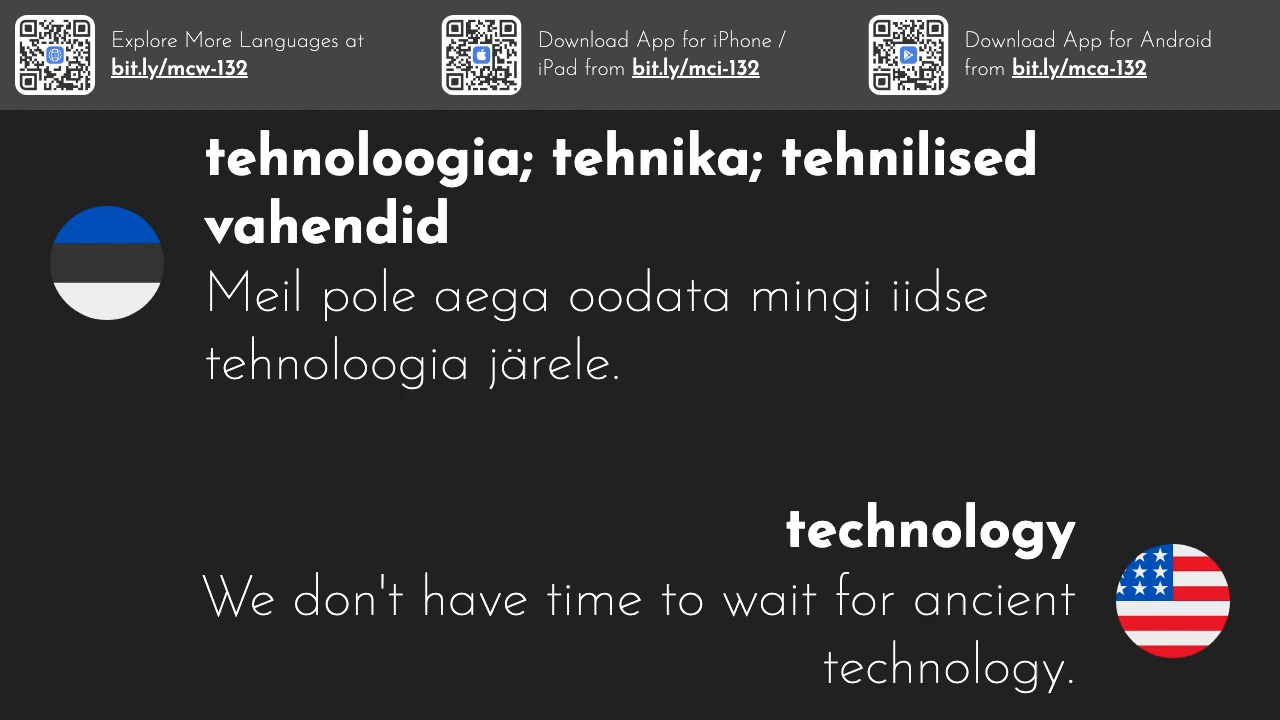 Explore More Languages at
bit.ly/mcw-132
Download App for iPhone /
iPad from bit.ly/mci-132
Download App for Android
from bit.ly/mca-132
tehnoloogia; tehnika; tehnilised
vahendid
Meil pole aega oodata mingi iidse
tehnoloogia järele.
technology
We don't have time to wait for ancient
technology.